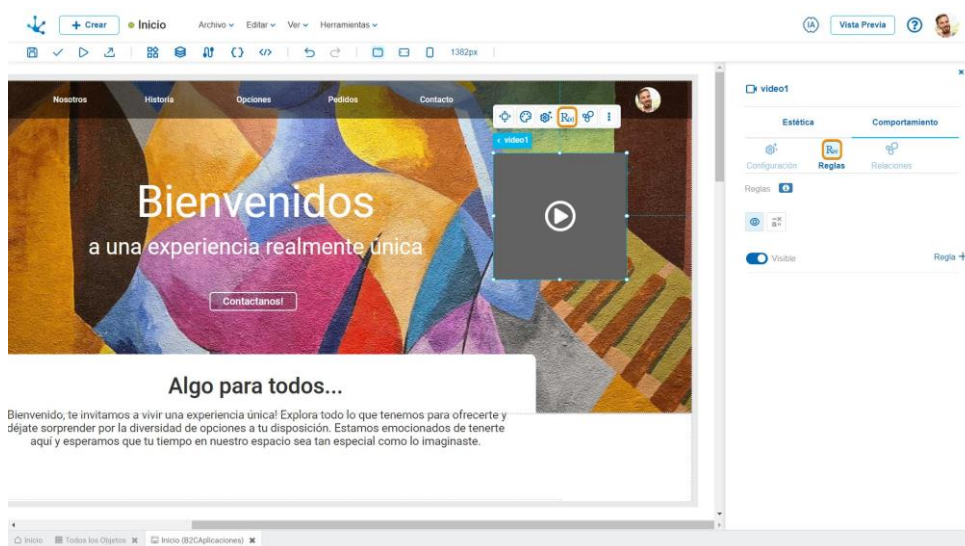 + Crear
Inicio
Archivo
Editar
Ver
Herramientas
IA
Vista Previa
?
1382px
Nosotros
Historia
Opciones
Pedidos
Contacto
video1
Bienvenidos
a una experiencia realmente única
Contactanos!
Algo para todos...
Bienvenido, te invitamos a vivir una experiencia única! Explora todo lo que tenemos para ofrecerte y
déjate sorprender por la diversidad de opciones a tu disposición. Estamos emocionados de tenerte
aquí y esperamos que tu tiempo en nuestro espacio sea tan especial como lo imaginaste.
video1
Estética
Comportamiento
Configuración
Reglas
Relaciones
Reglas
Visible
Regla +
Inicio
Todos los Objetos
Inicio (B2CAplicaciones)